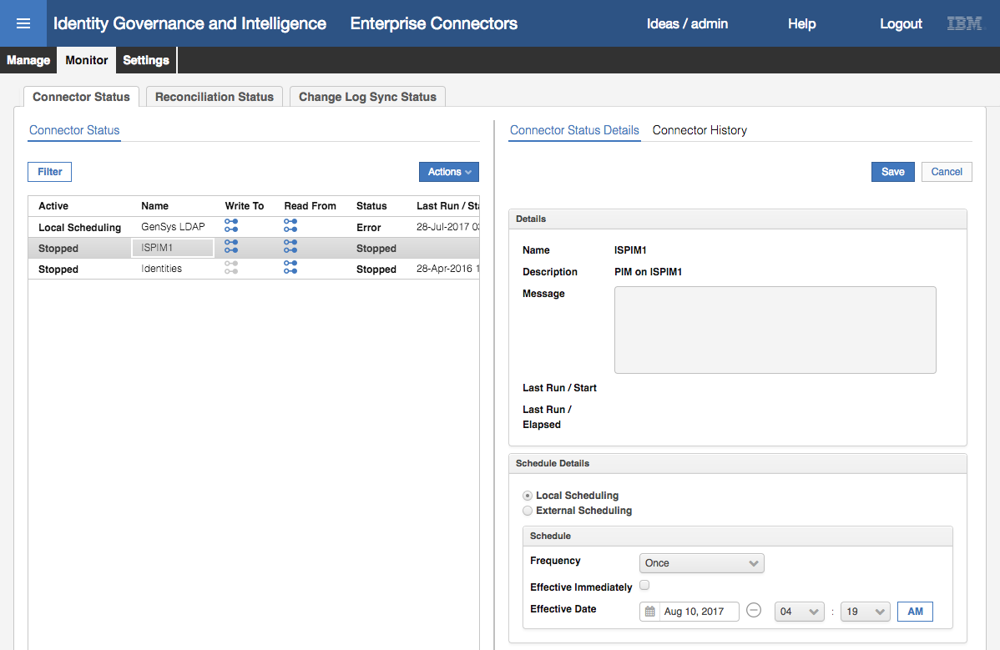 Identity Governance and Intelligence Enterprise Connectors Ideas / admin Help Logout IBM
Manage Monitor Settings
Connector Status Reconciliation Status Change Log Sync Status
Connector Status
Filter Actions
Active Name Write To Read From Status Last Run / Sta
Local Scheduling GenSys LDAP Error 28-Jul-2017 03
Stopped ISPIM1 Stopped
Stopped Identities Stopped 28-Apr-2016 1
Connector Status Details Connector History
Save Cancel
Details
Name ISPIM1
Description PIM on ISPIM1
Message
Last Run / Start
Last Run /
Elapsed
Schedule Details
Local Scheduling
External Scheduling
Schedule
Frequency Once
Effective Immediately
Effective Date Aug 10, 2017 04 : 19 AM